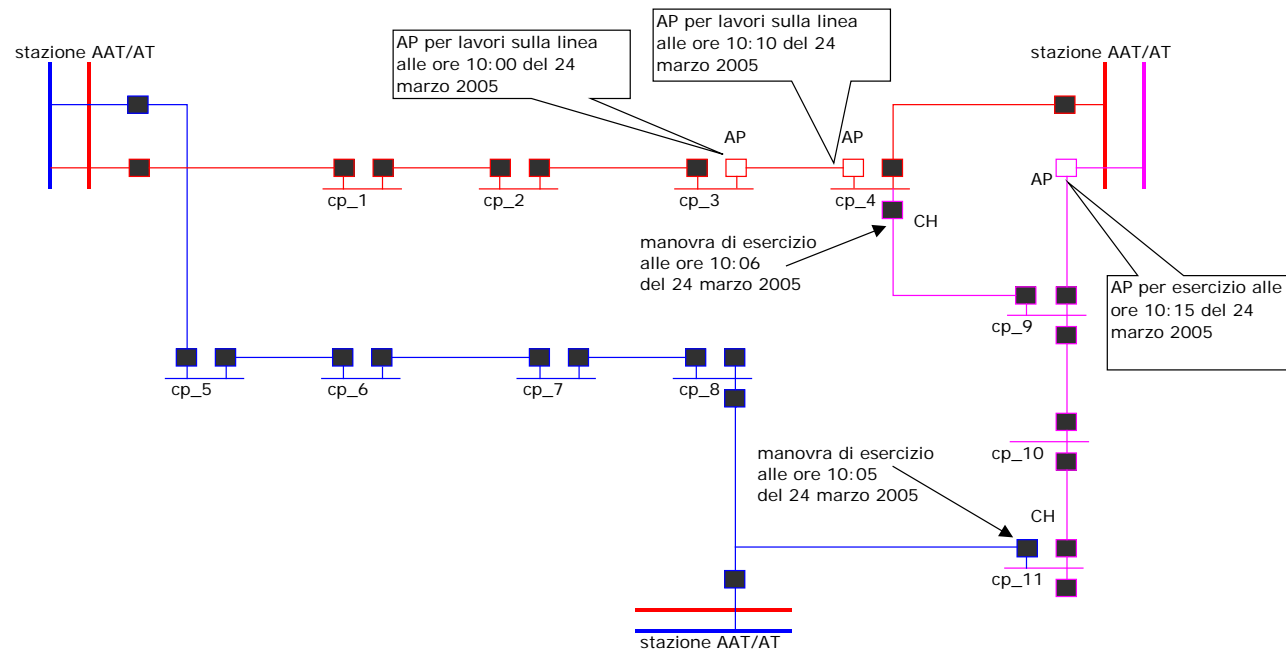 stazione AAT/AT
AP per lavori sulla linea
alle ore 10:00 del 24
marzo 2005
AP per lavori sulla linea
alle ore 10:10 del 24
marzo 2005
stazione AAT/AT
AP
AP
AP
cp_1
cp_2
cp_3
cp_4
CH
manovra di esercizio
alle ore 10:06
del 24 marzo 2005
AP per esercizio alle
ore 10:15 del 24
marzo 2005
cp_9
cp_5
cp_6
cp_7
cp_8
manovra di esercizio
alle ore 10:05
del 24 marzo 2005
cp_10
CH
cp_11
stazione AAT/AT